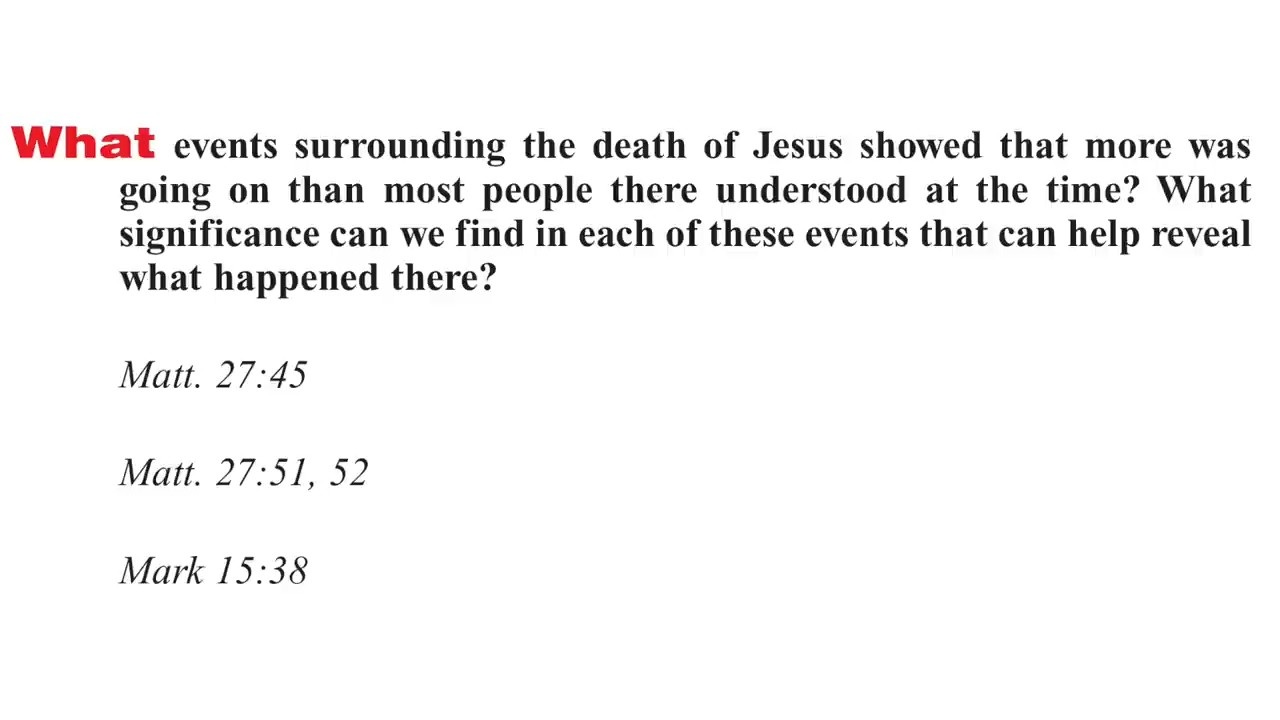 What events surrounding the death of Jesus showed that more was
going on than most people there understood at the time? What
significance can we find in each of these events that can help reveal
what happened there?
Matt. 27:45
Matt. 27:51, 52
Mark 15:38